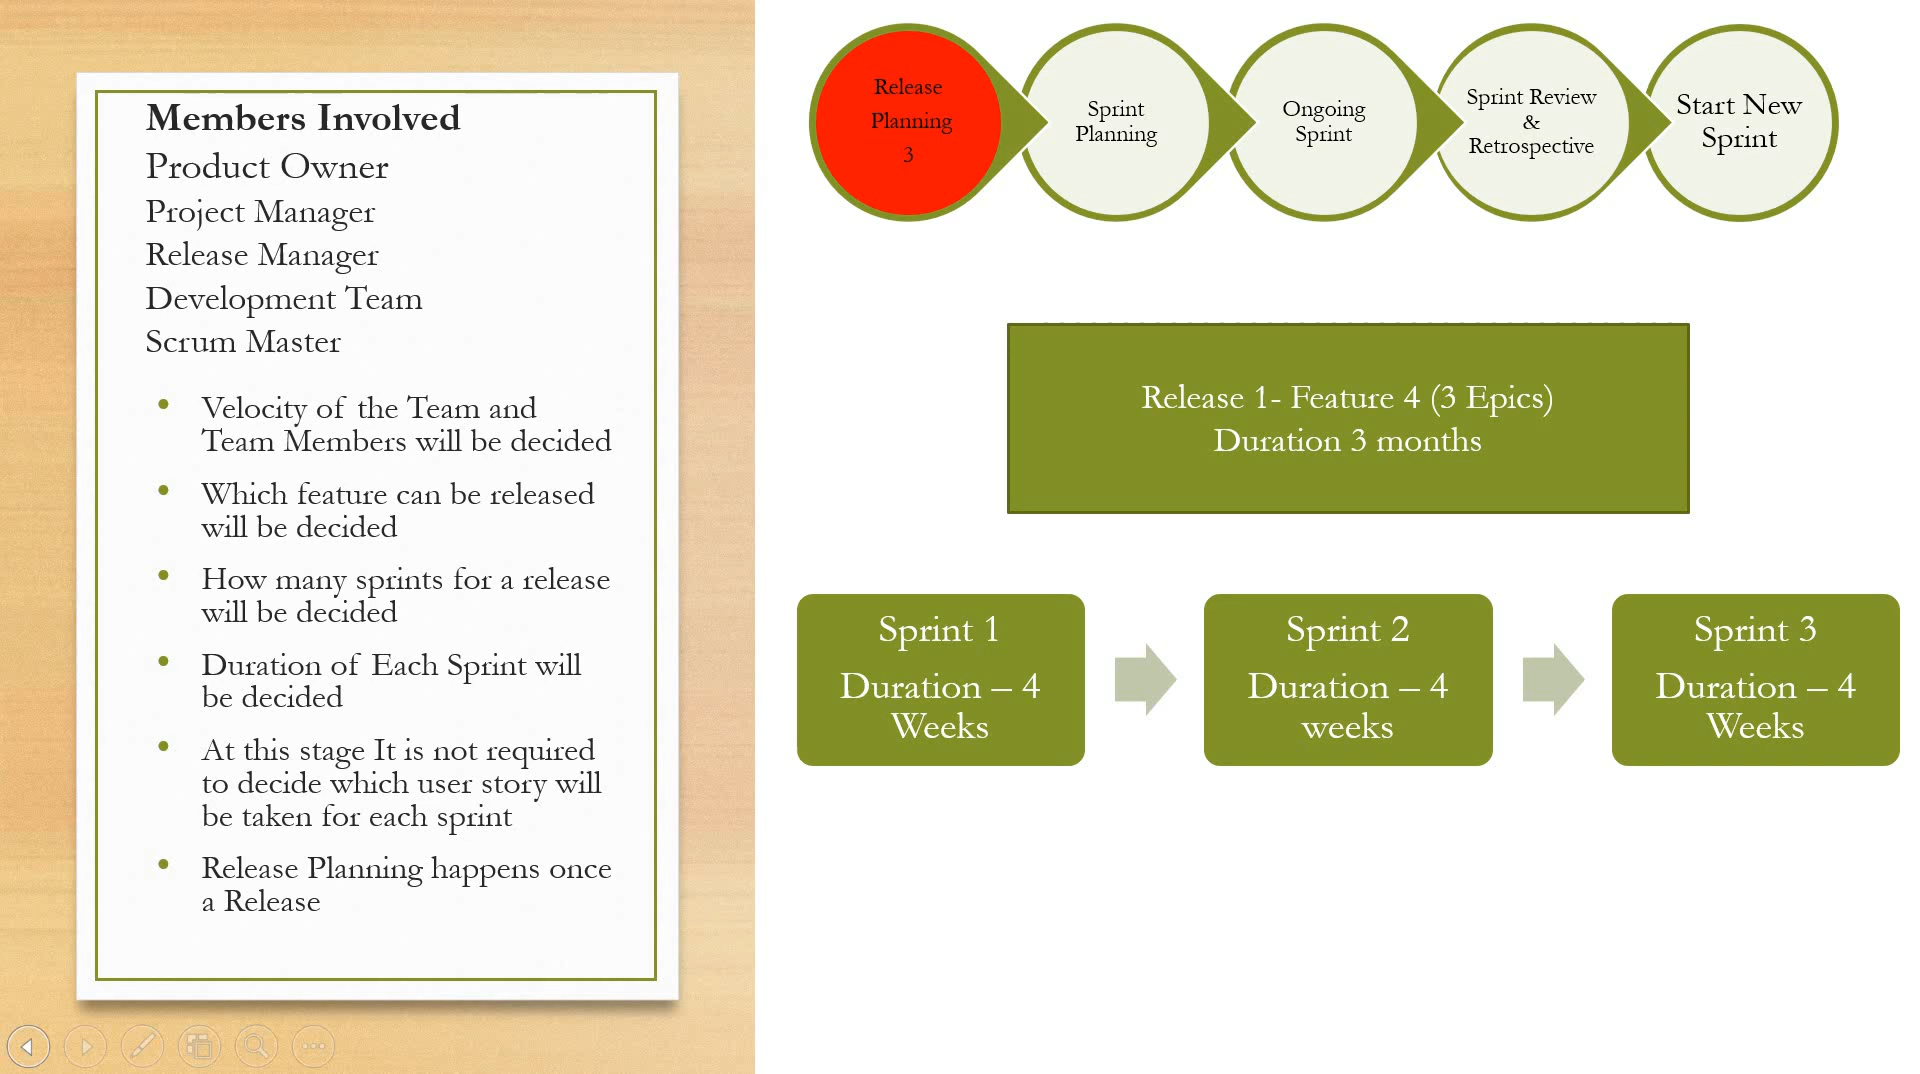 Members Involved
Product Owner
Project Manager
Release Manager
Development Team
Scrum Master
• Velocity of the Team and
Team Members will be decided
• Which feature can be released
will be decided
• How many sprints for a release
will be decided
• Duration of Each Sprint will
be decided
• At this stage It is not required
to decide which user story will
be taken for each sprint
• Release Planning happens once
a Release
Release
Planning
3
Sprint
Planning
Ongoing
Sprint
Sprint Review
&
Retrospective
Start New
Sprint
Release 1- Feature 4 (3 Epics)
Duration 3 months
Sprint 1
Duration – 4
Weeks
Sprint 2
Duration – 4
weeks
Sprint 3
Duration – 4
Weeks